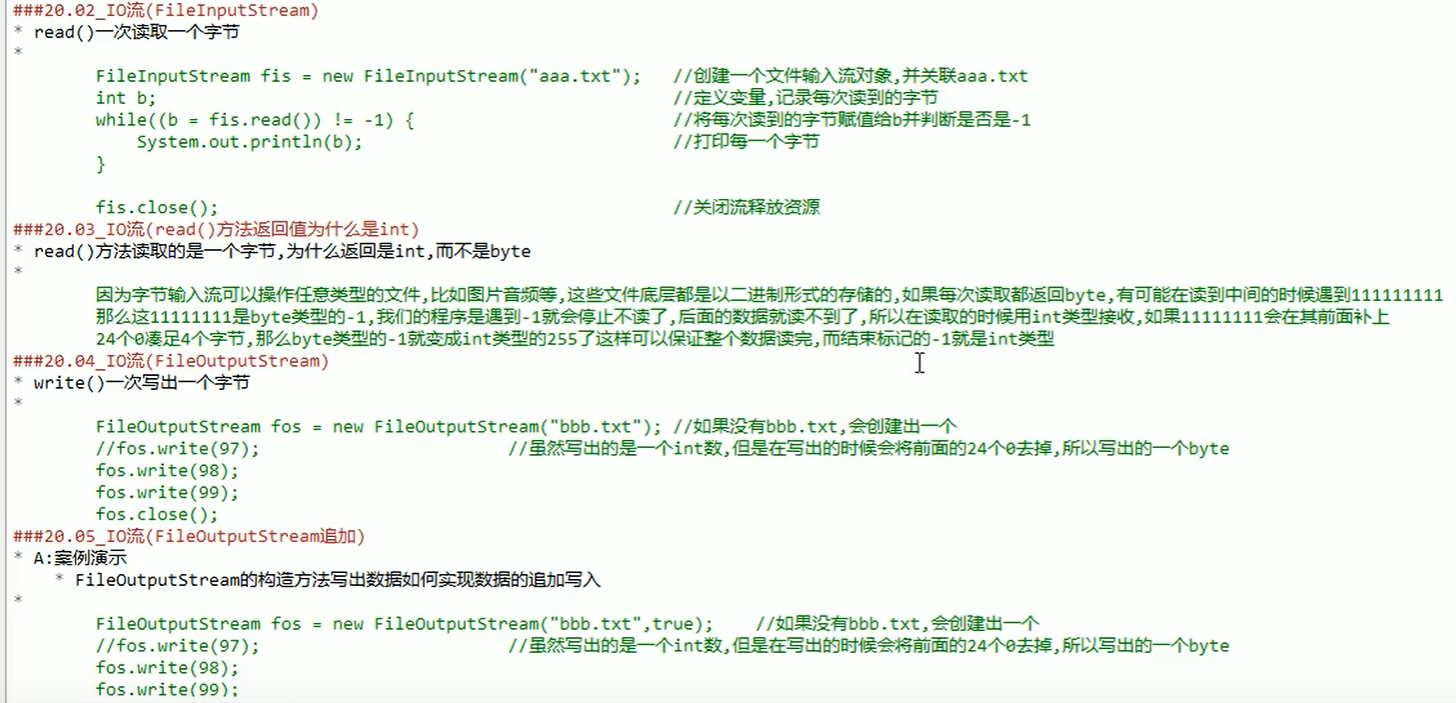 ###20.02_IO流(FileInputStream)
* read()一次读取一个字节
*
FileInputStream fis = new FileInputStream("aaa.txt");   //创建一个文件输入流对象,并关联aaa.txt
int b;   //定义变量,记录每次读到的字节
while((b = fis.read()) != -1) {   //将每次读到的字节赋值给b并判断是否是-1
System.out.println(b);   //打印每一个字节
}
fis.close();   //关闭流释放资源
###20.03_IO流(read()方法返回值为什么是int)
* read()方法读取的是一个字节,为什么返回是int,而不是byte
*
因为字节输入流可以操作任意类型的文件,比如图片音频等,这些文件底层都是以二进制形式的存储的,如果每次读取都返回byte,有可能在读到中间的时候遇到111111111
那么这11111111是byte类型的-1,我们的程序是遇到-1就会停止不读了,后面的数据就读不到了,所以在读取的时候用int类型接收,如果11111111会在其前面补上
24个0凑足4个字节,那么byte类型的-1就变成int类型的255了这样可以保证整个数据读完,而结束标记的-1就是int类型
###20.04_IO流(FileOutputStream)
* write()一次写出一个字节
*
FileOutputStream fos = new FileOutputStream("bbb.txt"); //如果没有bbb.txt,会创建出一个
//fos.write(97);   //虽然写出的是一个int数,但是在写出的时候会将前面的24个0去掉,所以写出的一个byte
fos.write(98);
fos.write(99);
fos.close();
###20.05_IO流(FileOutputStream追加)
* A:案例演示
* FileOutputStream的构造方法写出数据如何实现数据的追加写入
*
FileOutputStream fos = new FileOutputStream("bbb.txt",true);   //如果没有bbb.txt,会创建出一个
//fos.write(97);   //虽然写出的是一个int数,但是在写出的时候会将前面的24个0去掉,所以写出的一个byte
fos.write(98);
fos.write(99);